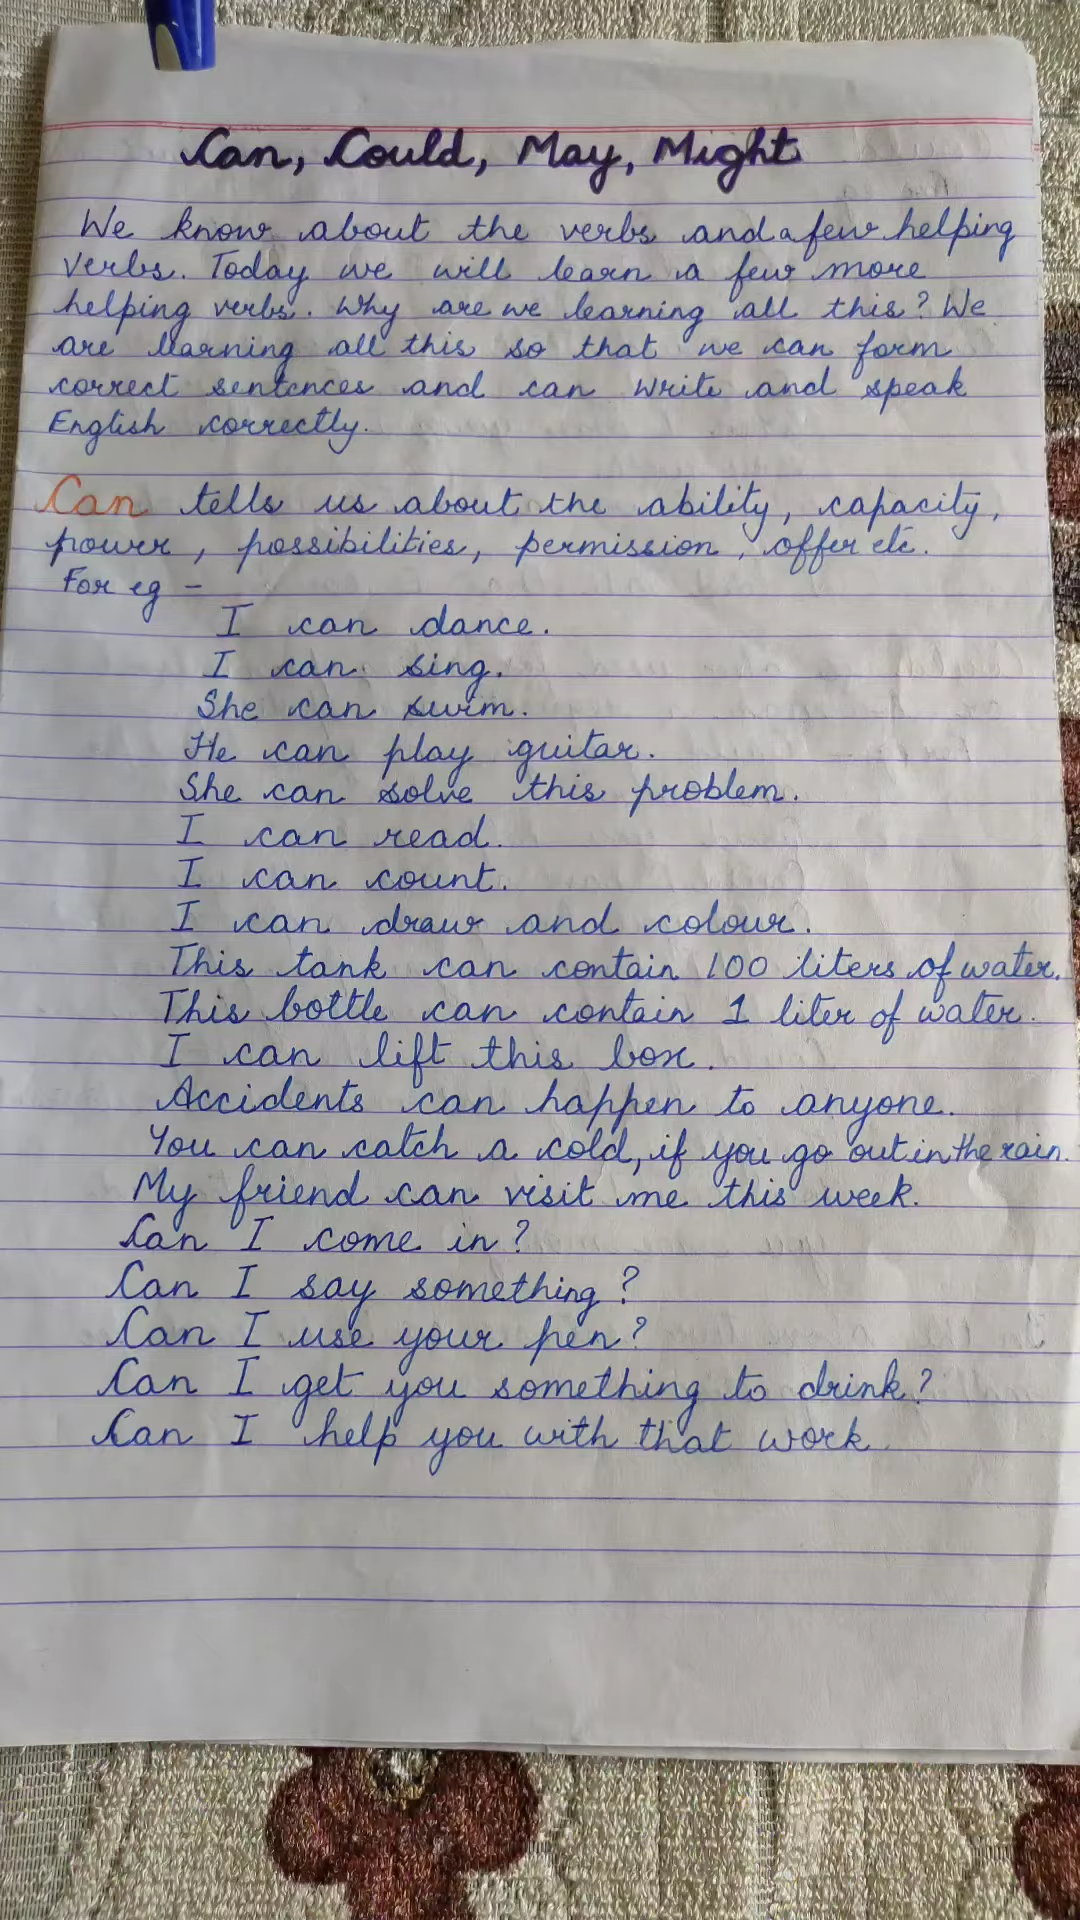 Can, Could, May, Might
We know about the verbs and a few helping
verbs. Today we will learn a few more
helping verbs. Why are we learning all this? We
are learning all this so that we can form
correct sentences and can write and speak
English correctly.
Can tells us about the ability, capacity,
power, possibilities, permission, offer etc.
For eg -
I can dance.
I can sing.
She can swim.
He can play guitar.
She can solve this problem.
I can read.
I can count.
I can draw and colour.
This tank can contain 100 liters of water.
This bottle can contain 1 liter of water.
I can lift this box.
Accidents can happen to anyone.
You can catch a cold, if you go out in the rain.
My friend can visit me this week.
Can I come in?
Can I say something?
Can I use your pen?
Can I get you something to drink?
Can I help you with that work.